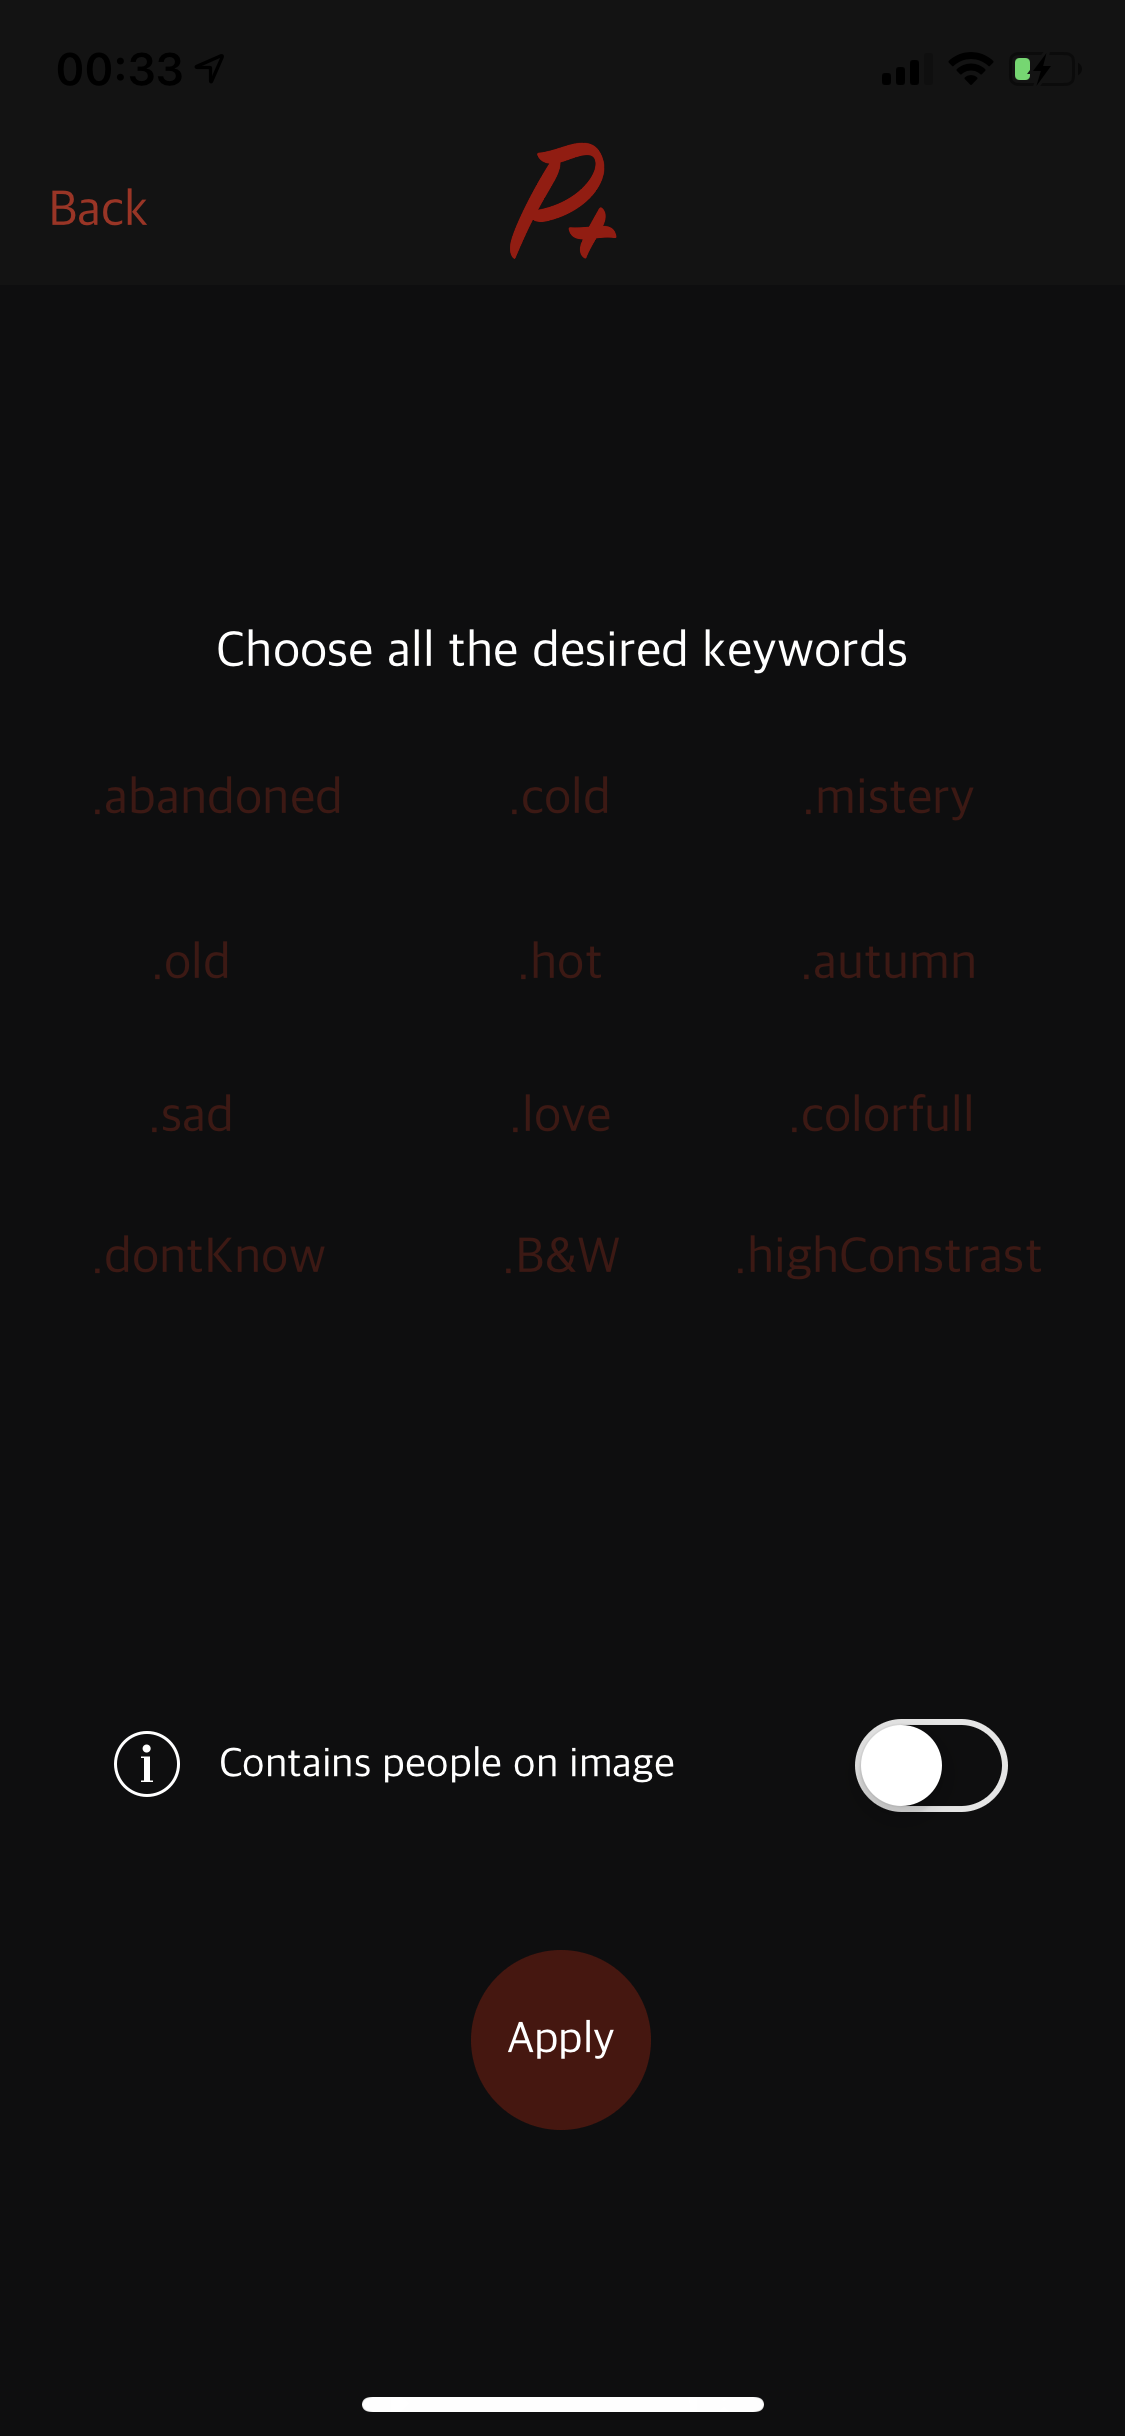 00:33
Back
P+
Choose all the desired keywords
.abandoned .cold .mistery
.old .hot .autumn
.sad .love .colorfull
.dontKnow .B&W .highConstrast
i Contains people on image
Apply